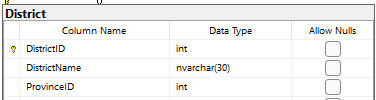 District
Column Name Data Type Allow Nulls
DistrictID int
DistrictName nvarchar(30)
ProvinceID int